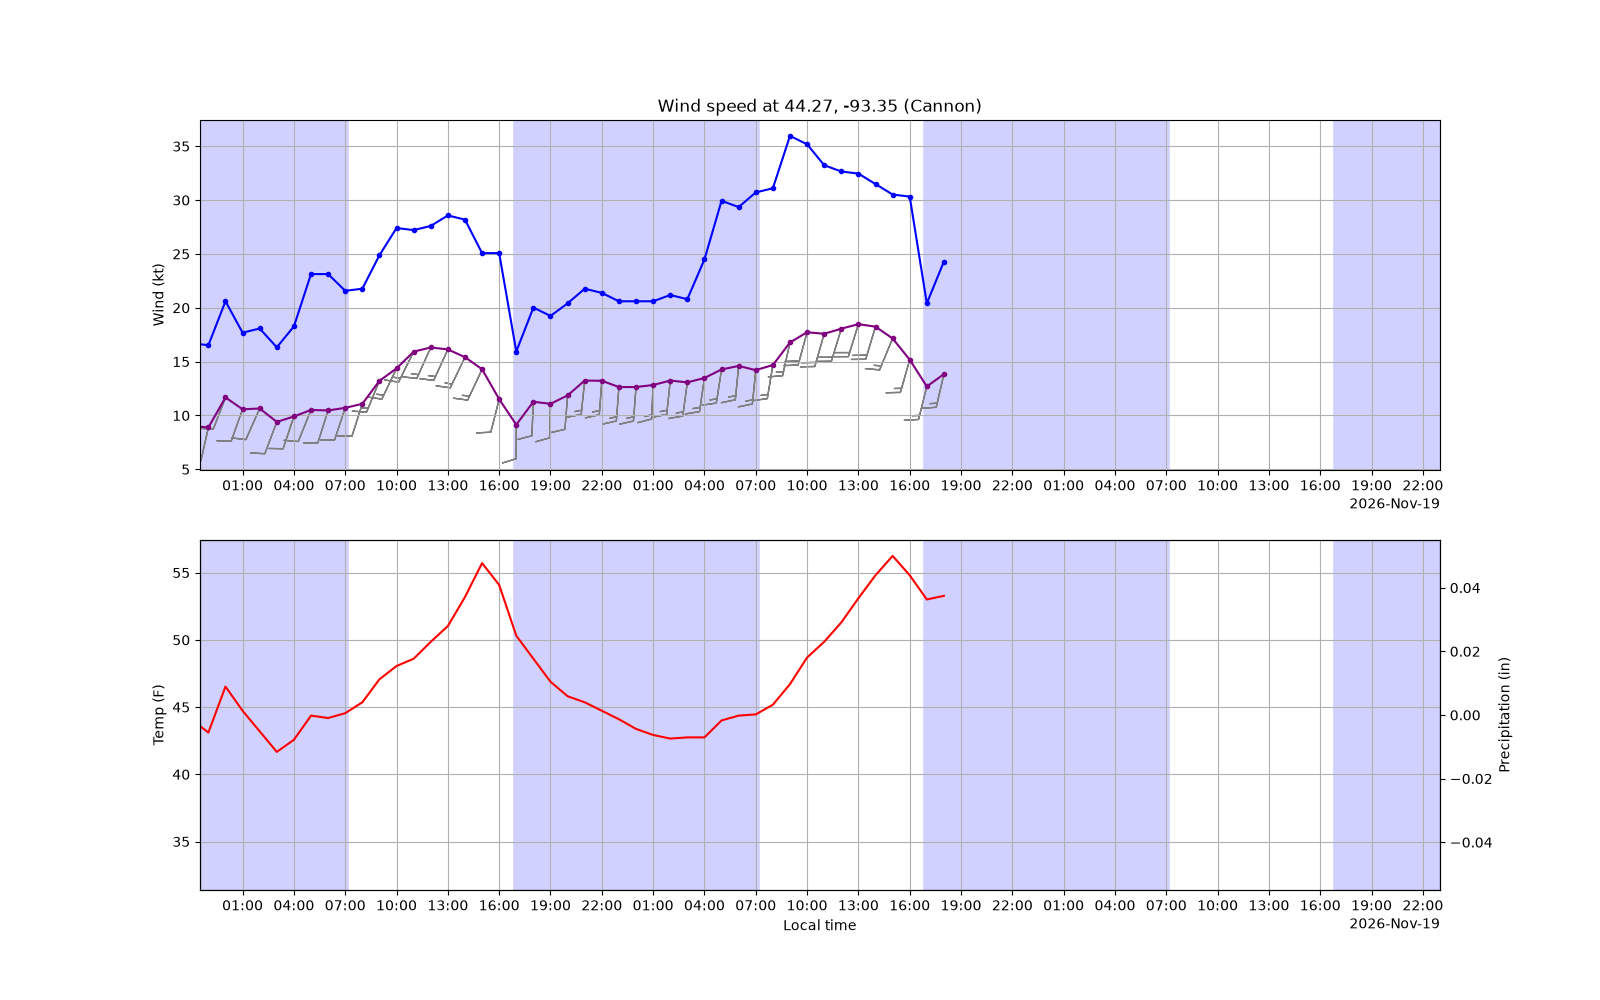 Wind speed at 44.27, -93.35 (Cannon)
Wind (kt)
35
30
25
20
15
10
5
01:00 04:00 07:00 10:00 13:00 16:00 19:00 22:00 01:00 04:00 07:00 10:00 13:00 16:00 19:00 22:00 01:00 04:00 07:00 10:00 13:00 16:00 19:00 22:00
2026-Nov-19
Temp (F)
55
50
45
40
35
0.04
0.02
0.00
−0.02
−0.04
Precipitation (in)
01:00 04:00 07:00 10:00 13:00 16:00 19:00 22:00 01:00 04:00 07:00 10:00 13:00 16:00 19:00 22:00 01:00 04:00 07:00 10:00 13:00 16:00 19:00 22:00
Local time
2026-Nov-19